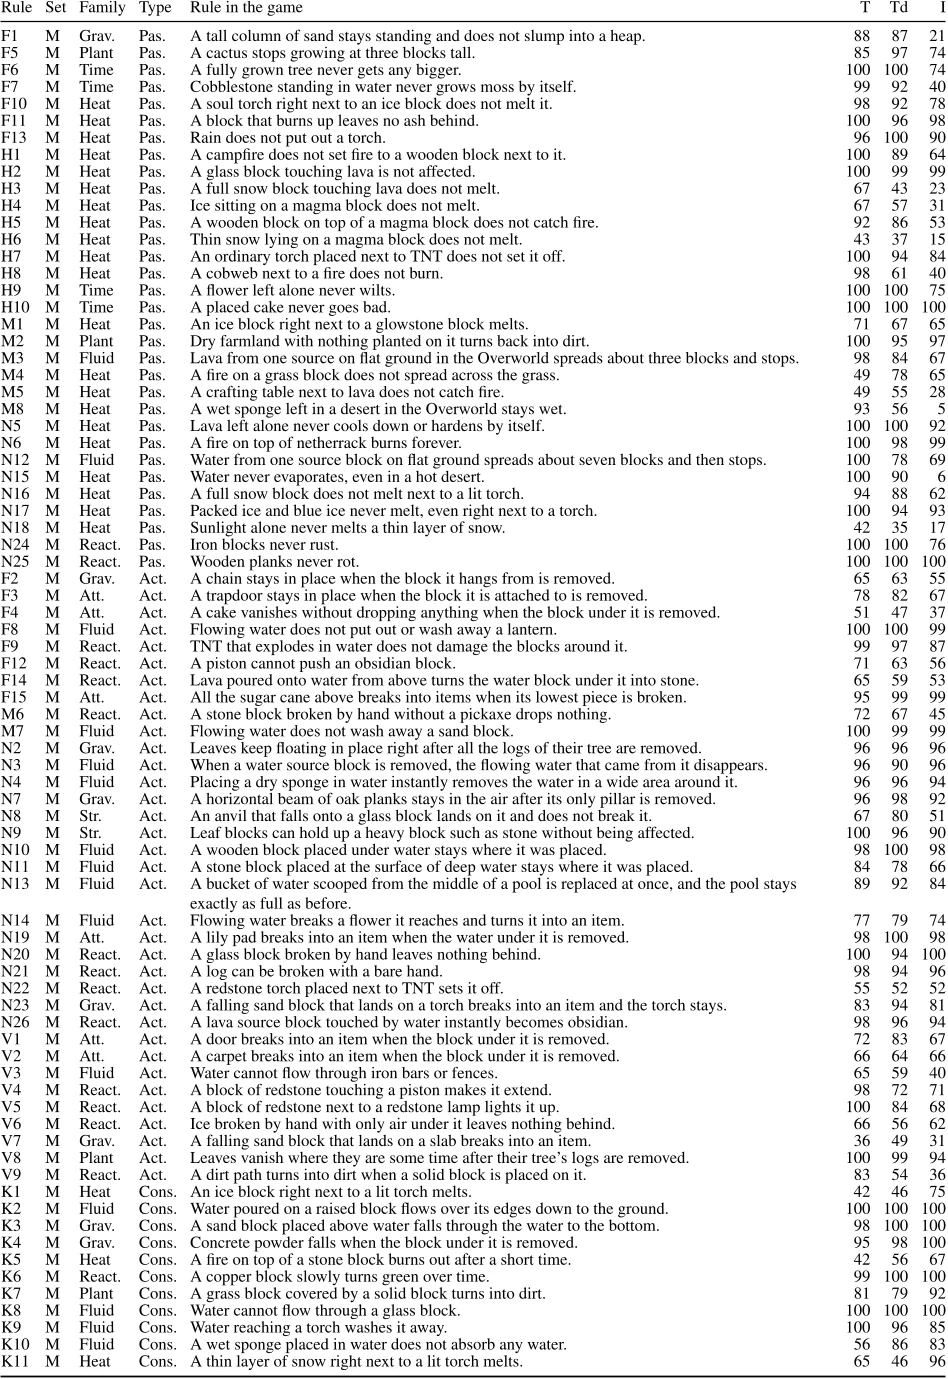 Rule Set Family Type Rule in the game T Td I
F1 M Grav. Pas. A tall column of sand stays standing and does not slump into a heap. 88 87 21
F5 M Plant Pas. A cactus stops growing at three blocks tall. 85 97 74
F6 M Time Pas. A fully grown tree never gets any bigger. 100 100 74
F7 M Time Pas. Cobblestone standing in water never grows moss by itself. 99 92 40
F10 M Heat Pas. A soul torch right next to an ice block does not melt it. 98 92 78
F11 M Heat Pas. A block that burns up leaves no ash behind. 100 96 98
F13 M Heat Pas. Rain does not put out a torch. 96 100 90
H1 M Heat Pas. A campfire does not set fire to a wooden block next to it. 100 89 64
H2 M Heat Pas. A glass block touching lava is not affected. 100 99 99
H3 M Heat Pas. A full snow block touching lava does not melt. 67 43 23
H4 M Heat Pas. Ice sitting on a magma block does not melt. 67 57 31
H5 M Heat Pas. A wooden block on top of a magma block does not catch fire. 92 86 53
H6 M Heat Pas. Thin snow lying on a magma block does not melt. 43 37 15
H7 M Heat Pas. An ordinary torch placed next to TNT does not set it off. 100 94 84
H8 M Heat Pas. A cobweb next to a fire does not burn. 98 61 40
H9 M Time Pas. A flower left alone never wilts. 100 100 75
H10 M Time Pas. A placed cake never goes bad. 100 100 100
M1 M Heat Pas. An ice block right next to a glowstone block melts. 71 67 65
M2 M Plant Pas. Dry farmland with nothing planted on it turns back into dirt. 100 95 97
M3 M Fluid Pas. Lava from one source on flat ground in the Overworld spreads about three blocks and stops. 98 84 67
M4 M Heat Pas. A fire on a grass block does not spread across the grass. 49 78 65
M5 M Heat Pas. A crafting table next to lava does not catch fire. 49 55 28
M8 M Heat Pas. A wet sponge left in a desert in the Overworld stays wet. 93 56 5
N5 M Heat Pas. Lava left alone never cools down or hardens by itself. 100 100 92
N6 M Heat Pas. A fire on top of netherrack burns forever. 100 98 99
N12 M Fluid Pas. Water from one source block on flat ground spreads about seven blocks and then stops. 100 78 69
N15 M Heat Pas. Water never evaporates, even in a hot desert. 100 90 6
N16 M Heat Pas. A full snow block does not melt next to a lit torch. 94 88 62
N17 M Heat Pas. Packed ice and blue ice never melt, even right next to a torch. 100 94 93
N18 M Heat Pas. Sunlight alone never melts a thin layer of snow. 42 35 17
N24 M React. Pas. Iron blocks never rust. 100 100 76
N25 M React. Pas. Wooden planks never rot. 100 100 100
F2 M Grav. Act. A chain stays in place when the block it hangs from is removed. 65 63 55
F3 M Att. Act. A trapdoor stays in place when the block it is attached to is removed. 78 82 67
F4 M Att. Act. A cake vanishes without dropping anything when the block under it is removed. 51 47 37
F8 M Fluid Act. Flowing water does not put out or wash away a lantern. 100 100 99
F9 M React. Act. TNT that explodes in water does not damage the blocks around it. 99 97 87
F12 M React. Act. A piston cannot push an obsidian block. 71 63 56
F14 M React. Act. Lava poured onto water from above turns the water block under it into stone. 65 59 53
F15 M Att. Act. All the sugar cane above breaks into items when its lowest piece is broken. 95 99 99
M6 M React. Act. A stone block broken by hand without a pickaxe drops nothing. 72 67 45
M7 M Fluid Act. Flowing water does not wash away a sand block. 100 99 99
N2 M Grav. Act. Leaves keep floating in place right after all the logs of their tree are removed. 96 96 96
N3 M Fluid Act. When a water source block is removed, the flowing water that came from it disappears. 96 90 96
N4 M Fluid Act. Placing a dry sponge in water instantly removes the water in a wide area around it. 96 96 94
N7 M Grav. Act. A horizontal beam of oak planks stays in the air after its only pillar is removed. 96 98 92
N8 M Str. Act. An anvil that falls onto a glass block lands on it and does not break it. 67 80 51
N9 M Str. Act. Leaf blocks can hold up a heavy block such as stone without being affected. 100 96 90
N10 M Fluid Act. A wooden block placed under water stays where it was placed. 98 100 98
N11 M Fluid Act. A stone block placed at the surface of deep water stays where it was placed. 84 78 66
N13 M Fluid Act. A bucket of water scooped from the middle of a pool is replaced at once, and the pool stays 89 92 84
exactly as full as before.
N14 M Fluid Act. Flowing water breaks a flower it reaches and turns it into an item. 77 79 74
N19 M Att. Act. A lily pad breaks into an item when the water under it is removed. 98 100 98
N20 M React. Act. A glass block broken by hand leaves nothing behind. 100 94 100
N21 M React. Act. A log can be broken with a bare hand. 98 94 96
N22 M React. Act. A redstone torch placed next to TNT sets it off. 55 52 52
N23 M Grav. Act. A falling sand block that lands on a torch breaks into an item and the torch stays. 83 94 81
N26 M React. Act. A lava source block touched by water instantly becomes obsidian. 98 96 94
V1 M Att. Act. A door breaks into an item when the block under it is removed. 72 83 67
V2 M Att. Act. A carpet breaks into an item when the block under it is removed. 66 64 66
V3 M Fluid Act. Water cannot flow through iron bars or fences. 65 59 40
V4 M React. Act. A block of redstone touching a piston makes it extend. 98 72 71
V5 M React. Act. A block of redstone next to a redstone lamp lights it up. 100 84 68
V6 M React. Act. Ice broken by hand with only air under it leaves nothing behind. 66 56 62
V7 M Grav. Act. A falling sand block that lands on a slab breaks into an item. 36 49 31
V8 M Plant Act. Leaves vanish where they are some time after their tree's logs are removed. 100 99 94
V9 M React. Act. A dirt path turns into dirt when a solid block is placed on it. 83 54 36
K1 M Heat Cons. An ice block right next to a lit torch melts. 42 46 75
K2 M Fluid Cons. Water poured on a raised block flows over its edges down to the ground. 100 100 100
K3 M Grav. Cons. A sand block placed above water falls through the water to the bottom. 98 100 100
K4 M Grav. Cons. Concrete powder falls when the block under it is removed. 95 98 100
K5 M Heat Cons. A fire on top of a stone block burns out after a short time. 42 56 67
K6 M React. Cons. A copper block slowly turns green over time. 99 100 100
K7 M Plant Cons. A grass block covered by a solid block turns into dirt. 81 79 92
K8 M Fluid Cons. Water cannot flow through a glass block. 100 100 100
K9 M Fluid Cons. Water reaching a torch washes it away. 100 96 85
K10 M Fluid Cons. A wet sponge placed in water does not absorb any water. 56 86 83
K11 M Heat Cons. A thin layer of snow right next to a lit torch melts. 65 46 96